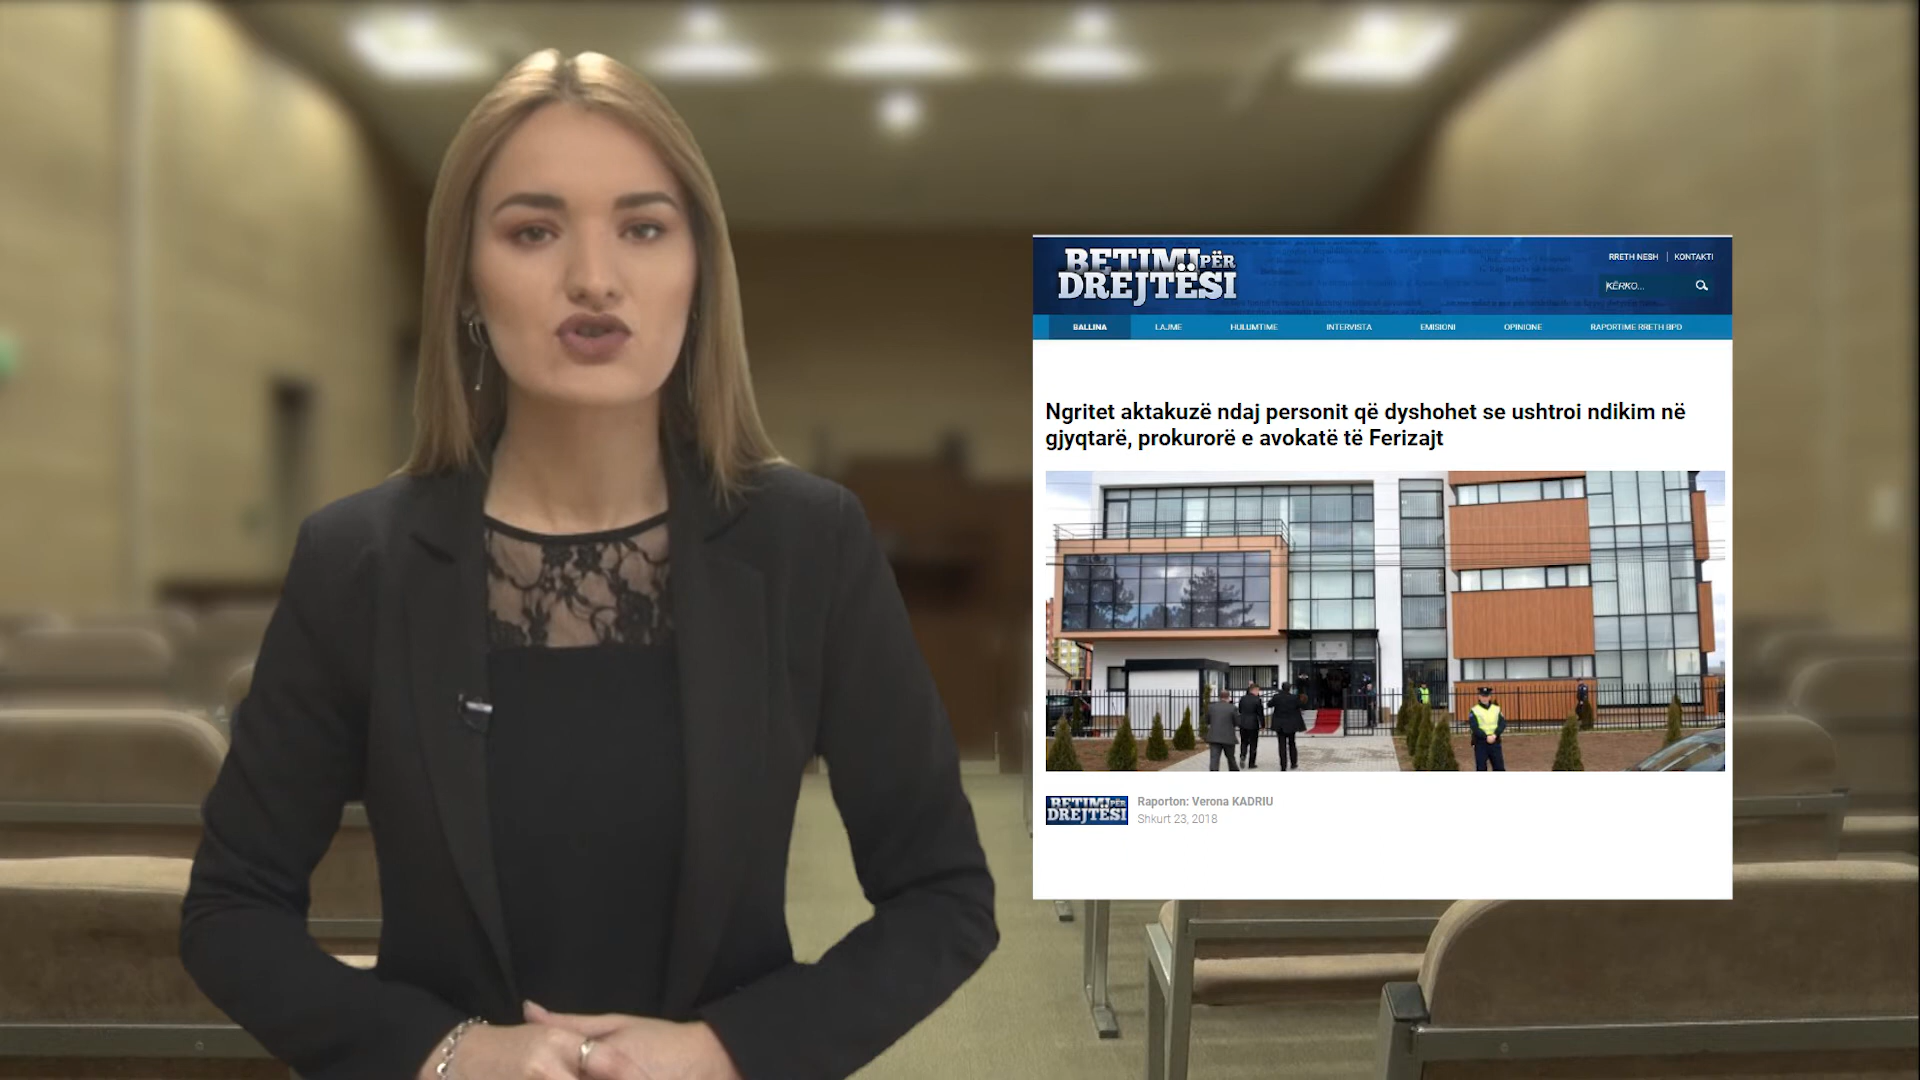 BETIMI PËR
DREJTËSI
RRETH NESH | KONTAKTI
KËRKO...
BALLINA LAJME HULUMTIME INTERVISTA EMISIONI OPINIONE RAPORTIME RRETH BPD
Ngritet aktakuzë ndaj personit që dyshohet se ushtroi ndikim në
gjyqtarë, prokurorë e avokatë të Ferizajt
BETIMI PËR
DREJTËSI
Raporton: Verona KADRIU
Shkurt 23, 2018